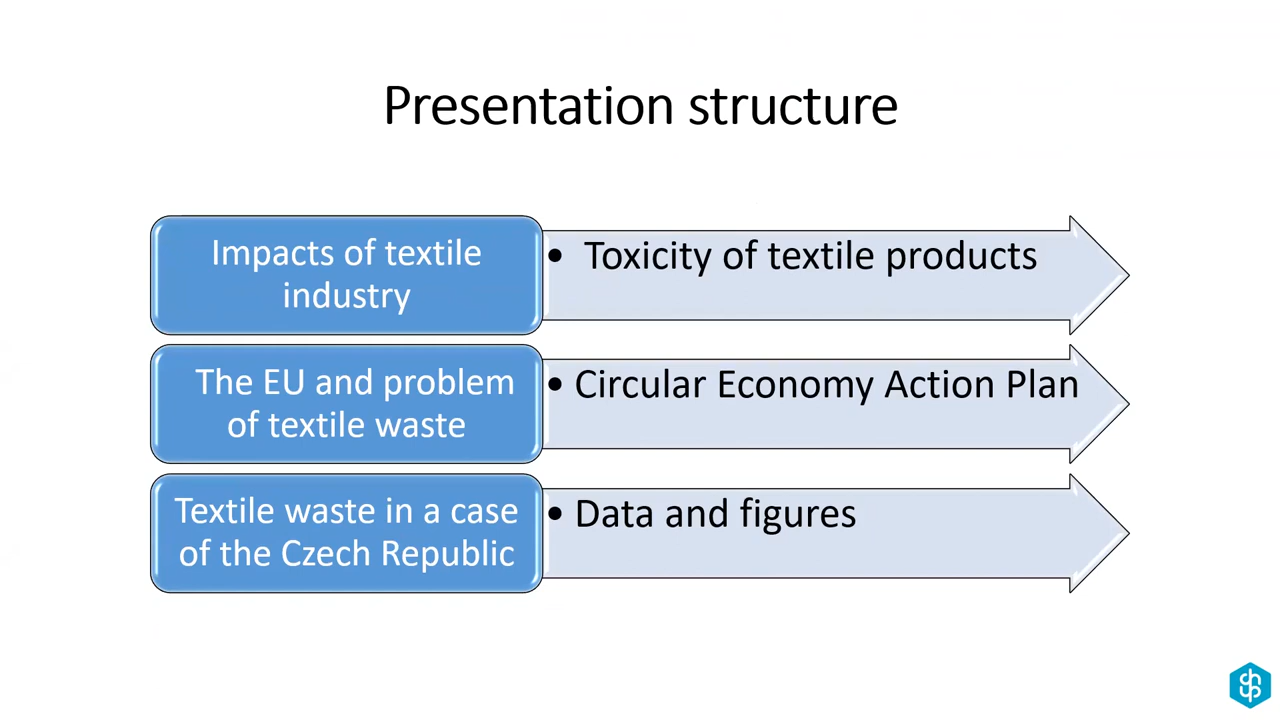 Presentation structure
Impacts of textile
industry
• Toxicity of textile products
The EU and problem
of textile waste
• Circular Economy Action Plan
Textile waste in a case
of the Czech Republic
• Data and figures